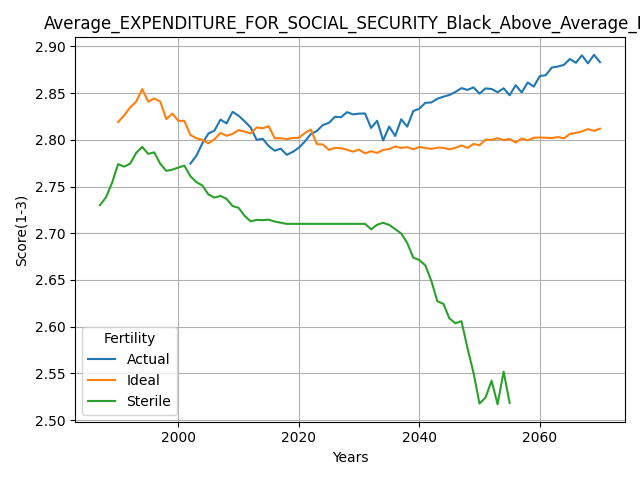 Average_EXPENDITURE_FOR_SOCIAL_SECURITY_Black_Above_Average_
Score(1-3)
2.90
2.85
2.80
2.75
2.70
2.65
2.60
2.55
2.50
Fertility
Actual
Ideal
Sterile
2000
2020
2040
2060
Years